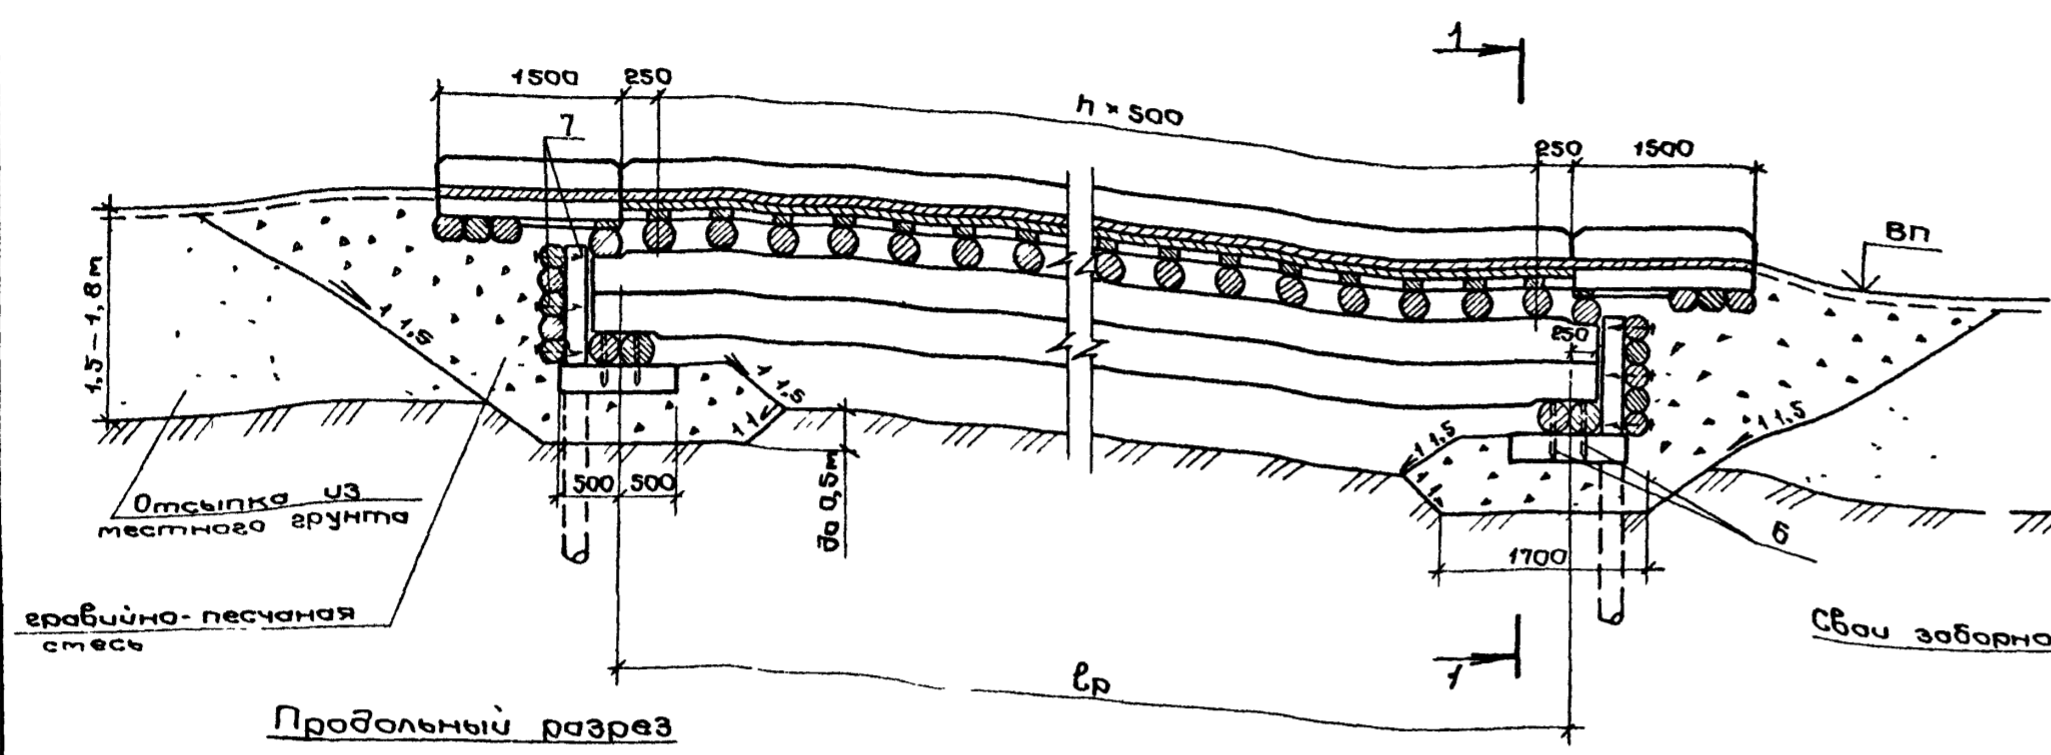 1
1500
250
n × 500
7
250
1500
ВП
1,5–1,8м
1 1,5
1 1,5
250
1 1
1 1,5
1 1,5
1 1
500
500
до 0,5м
Отсыпка из
местного грунта
1700
6
гравийно-песчаная
смесь
Сваи заборно
1
ℓр
Продольный разрез